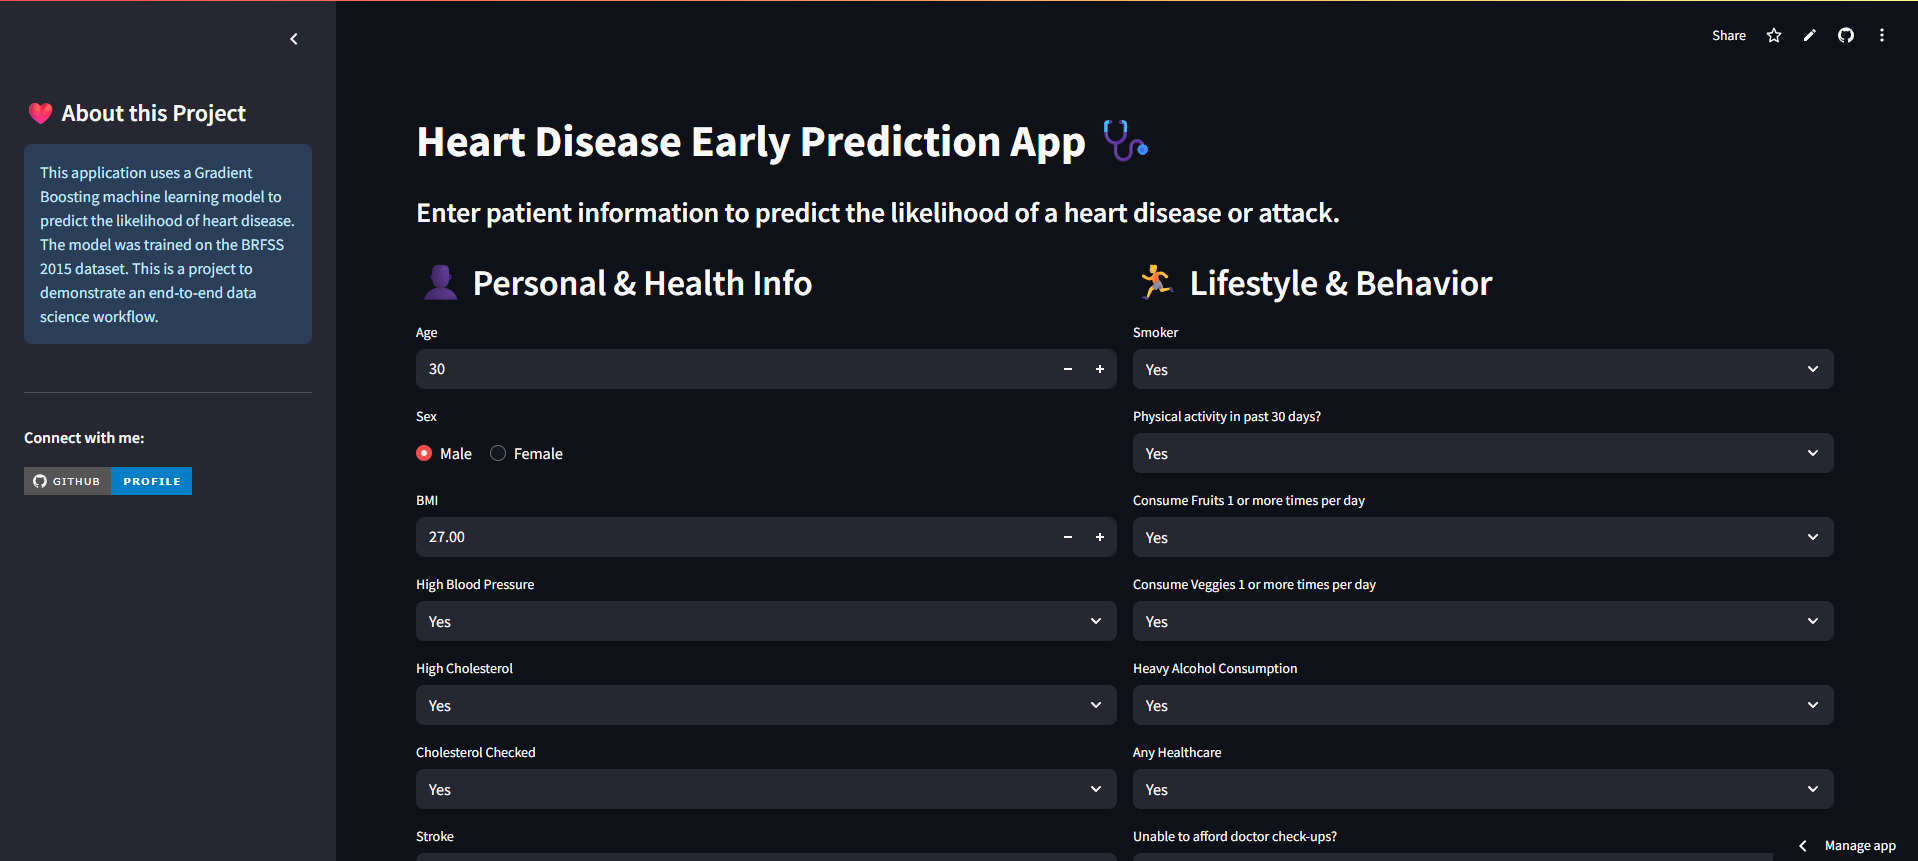 Share
About this Project
This application uses a Gradient
Boosting machine learning model to
predict the likelihood of heart disease.
The model was trained on the BRFSS
2015 dataset. This is a project to
demonstrate an end-to-end data
science workflow.
Connect with me:
GITHUB PROFILE
Heart Disease Early Prediction App
Enter patient information to predict the likelihood of a heart disease or attack.
Personal & Health Info
Age
30
Sex
Male Female
BMI
27.00
High Blood Pressure
Yes
High Cholesterol
Yes
Cholesterol Checked
Yes
Stroke
Lifestyle & Behavior
Smoker
Yes
Physical activity in past 30 days?
Yes
Consume Fruits 1 or more times per day
Yes
Consume Veggies 1 or more times per day
Yes
Heavy Alcohol Consumption
Yes
Any Healthcare
Yes
Unable to afford doctor check-ups?
Manage app